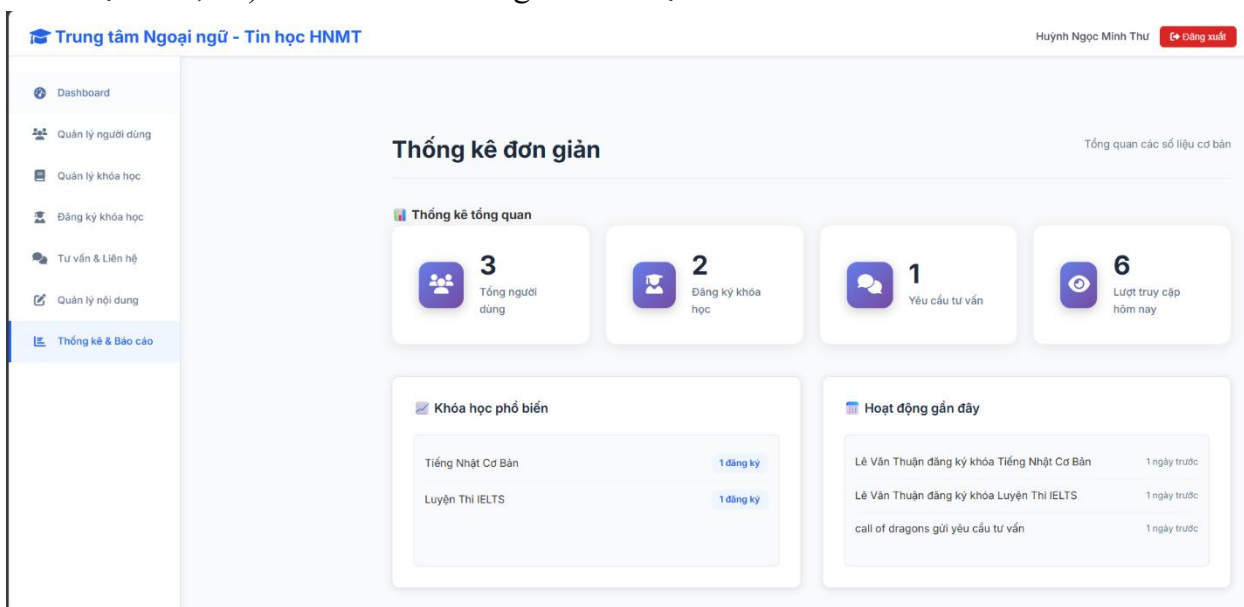 Trung tâm Ngoại ngữ - Tin học HNMT
Huỳnh Ngọc Minh Thư
Đăng xuất
Dashboard
Quản lý người dùng
Quản lý khóa học
Đăng ký khóa học
Tư vấn & Liên hệ
Quản lý nội dung
Thống kê & Báo cáo
Thống kê đơn giản
Tổng quan các số liệu cơ bản
Thống kê tổng quan
3
Tổng người
dùng
2
Đăng ký khóa
học
1
Yêu cầu tư vấn
6
Lượt truy cập
hôm nay
Khóa học phổ biến
Tiếng Nhật Cơ Bản
1 đăng ký
Luyện Thi IELTS
1 đăng ký
Hoạt động gần đây
Lê Văn Thuận đăng ký khóa Tiếng Nhật Cơ Bản
1 ngày trước
Lê Văn Thuận đăng ký khóa Luyện Thi IELTS
1 ngày trước
call of dragons gửi yêu cầu tư vấn
1 ngày trước